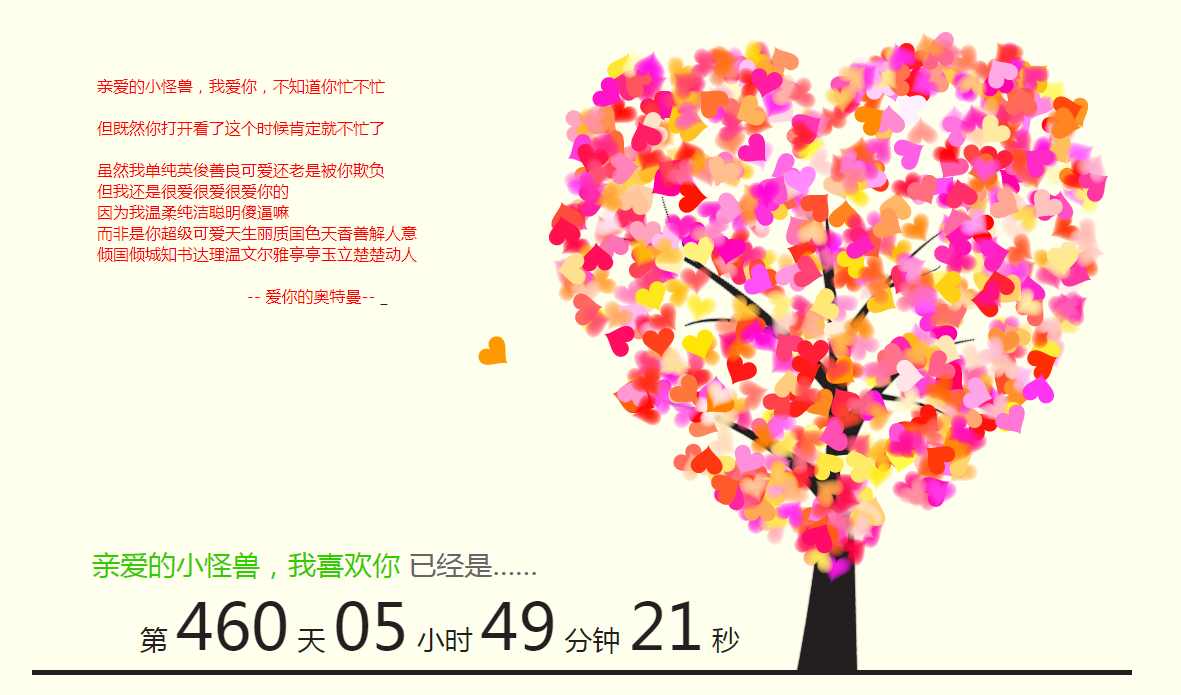 亲爱的小怪兽，我爱你，不知道你忙不忙
但既然你打开看了这个时候肯定就不忙了
虽然我单纯英俊善良可爱还老是被你欺负
但我还是很爱很爱很爱你的
因为我温柔纯洁聪明傻逼嘛
而非是你超级可爱天生丽质国色天香善解人意
倾国倾城知书达理温文尔雅亭亭玉立楚楚动人
-- 爱你的奥特曼-- _
亲爱的小怪兽，我喜欢你 已经是……
第 460 天 05 小时 49 分钟 21 秒